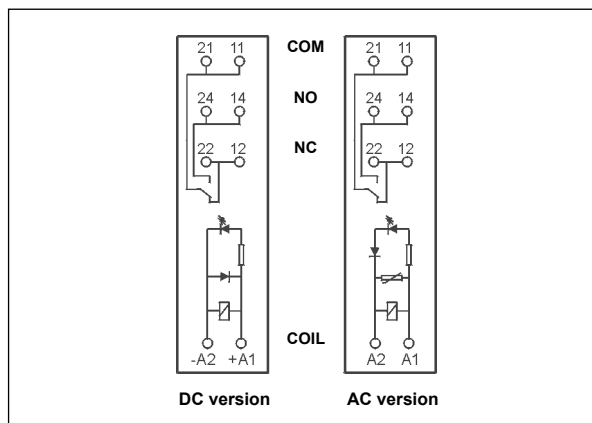 21 11 COM 21 11
24 14 NO 24 14
22 12 NC 22 12
COIL
-A2 +A1 A2 A1
DC version AC version